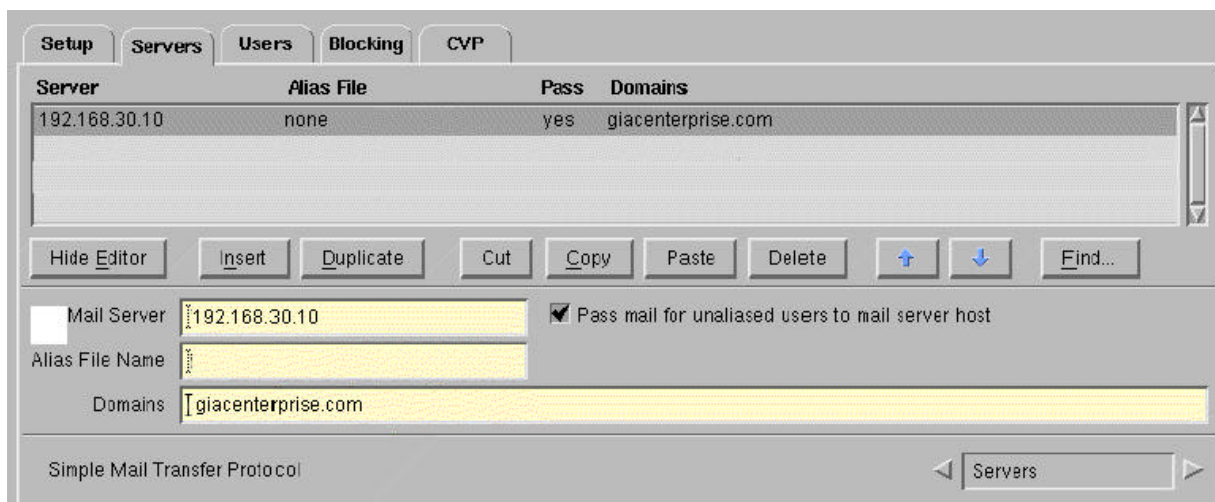 Setup Servers Users Blocking CVP
Server Alias File Pass Domains
192.168.30.10 none yes giacenterprise.com
Hide Editor Insert Duplicate Cut Copy Paste Delete Find...
Mail Server 192.168.30.10 Pass mail for unaliased users to mail server host
Alias File Name
Domains giacenterprise.com
Simple Mail Transfer Protocol Servers